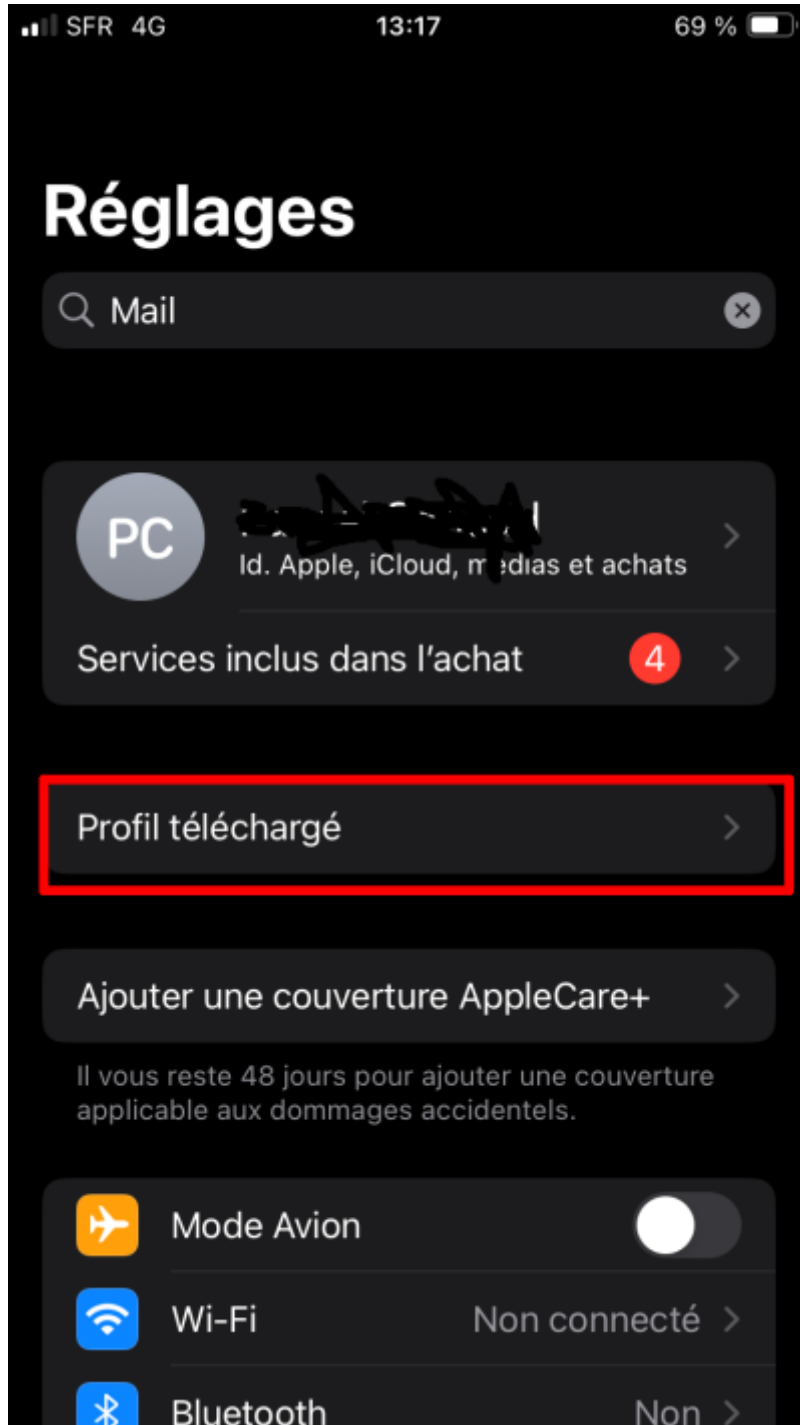 SFR 4G 13:17 69 %
Réglages
Mail
PC
Id. Apple, iCloud, médias et achats
Services inclus dans l'achat 4
Profil téléchargé
Ajouter une couverture AppleCare+
Il vous reste 48 jours pour ajouter une couverture
applicable aux dommages accidentels.
Mode Avion
Wi-Fi Non connecté
Bluetooth Non